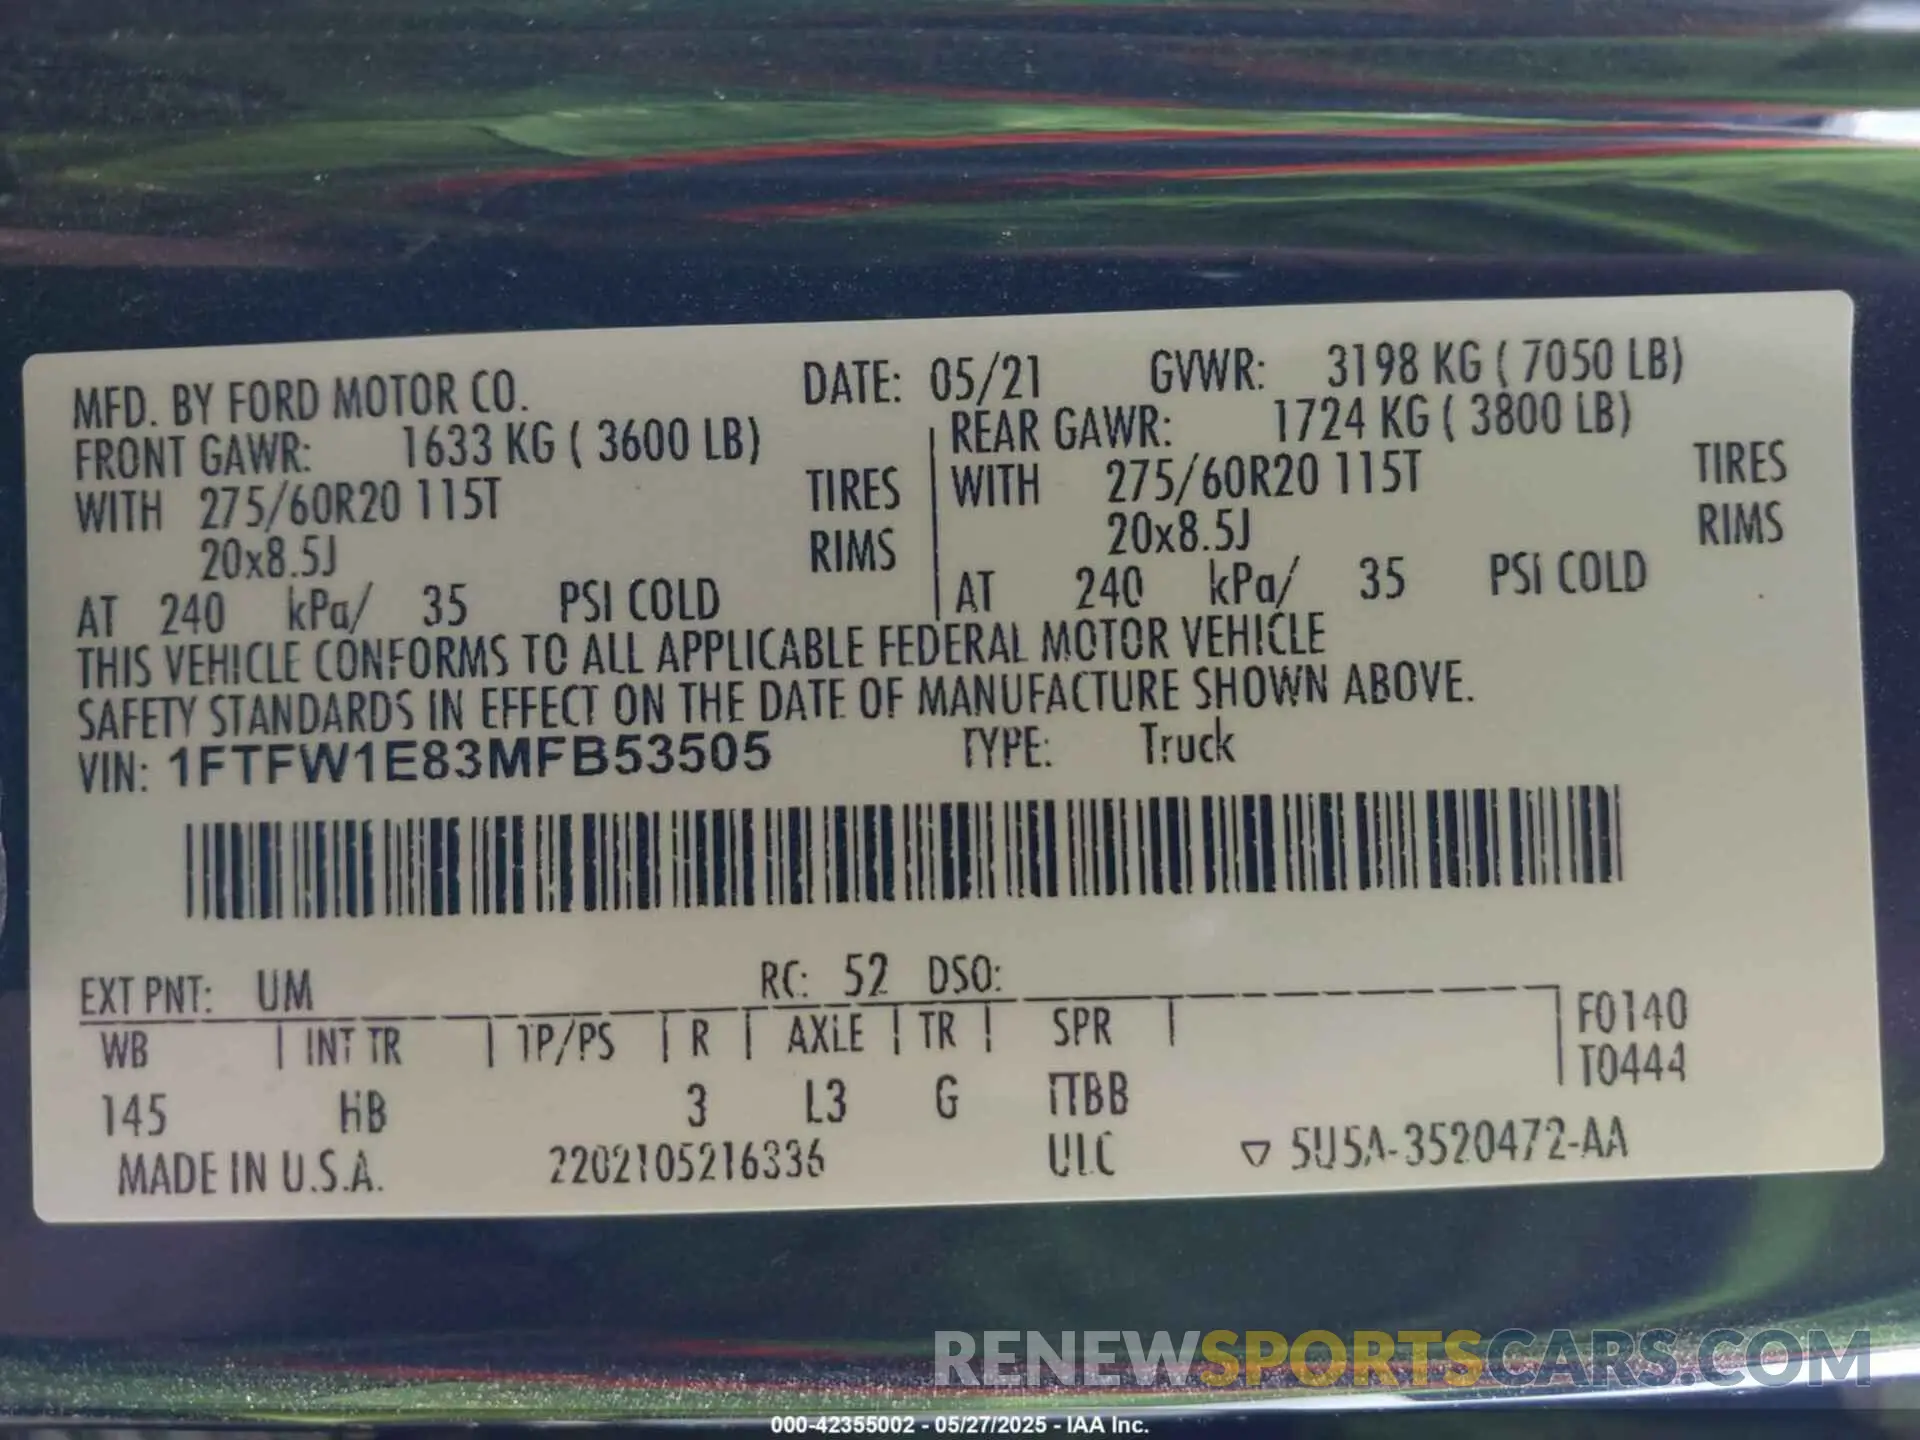 MFD. BY FORD MOTOR CO. DATE: 05/21 GVWR: 3198 KG ( 7050 LB)
FRONT GAWR: 1633 KG ( 3600 LB) REAR GAWR: 1724 KG ( 3800 LB)
WITH 275/60R20 115T TIRES WITH 275/60R20 115T TIRES
20x8.5J RIMS 20x8.5J RIMS
AT 240 kPa/ 35 PSI COLD AT 240 kPa/ 35 PSI COLD
THIS VEHICLE CONFORMS TO ALL APPLICABLE FEDERAL MOTOR VEHICLE
SAFETY STANDARDS IN EFFECT ON THE DATE OF MANUFACTURE SHOWN ABOVE.
VIN: 1FTFW1E83MFB53505 TYPE: Truck
EXT PNT: UM RC: 52 DSO:
WB INT TR TP/PS R AXLE TR SPR F0140
T0444
145 HB 3 L3 G ITBB
MADE IN U.S.A. 2202105216336 ULC 5U5A-3520472-AA
RENEWSPORTSCARS.COM
000-42355002 - 05/27/2025 - IAA Inc.